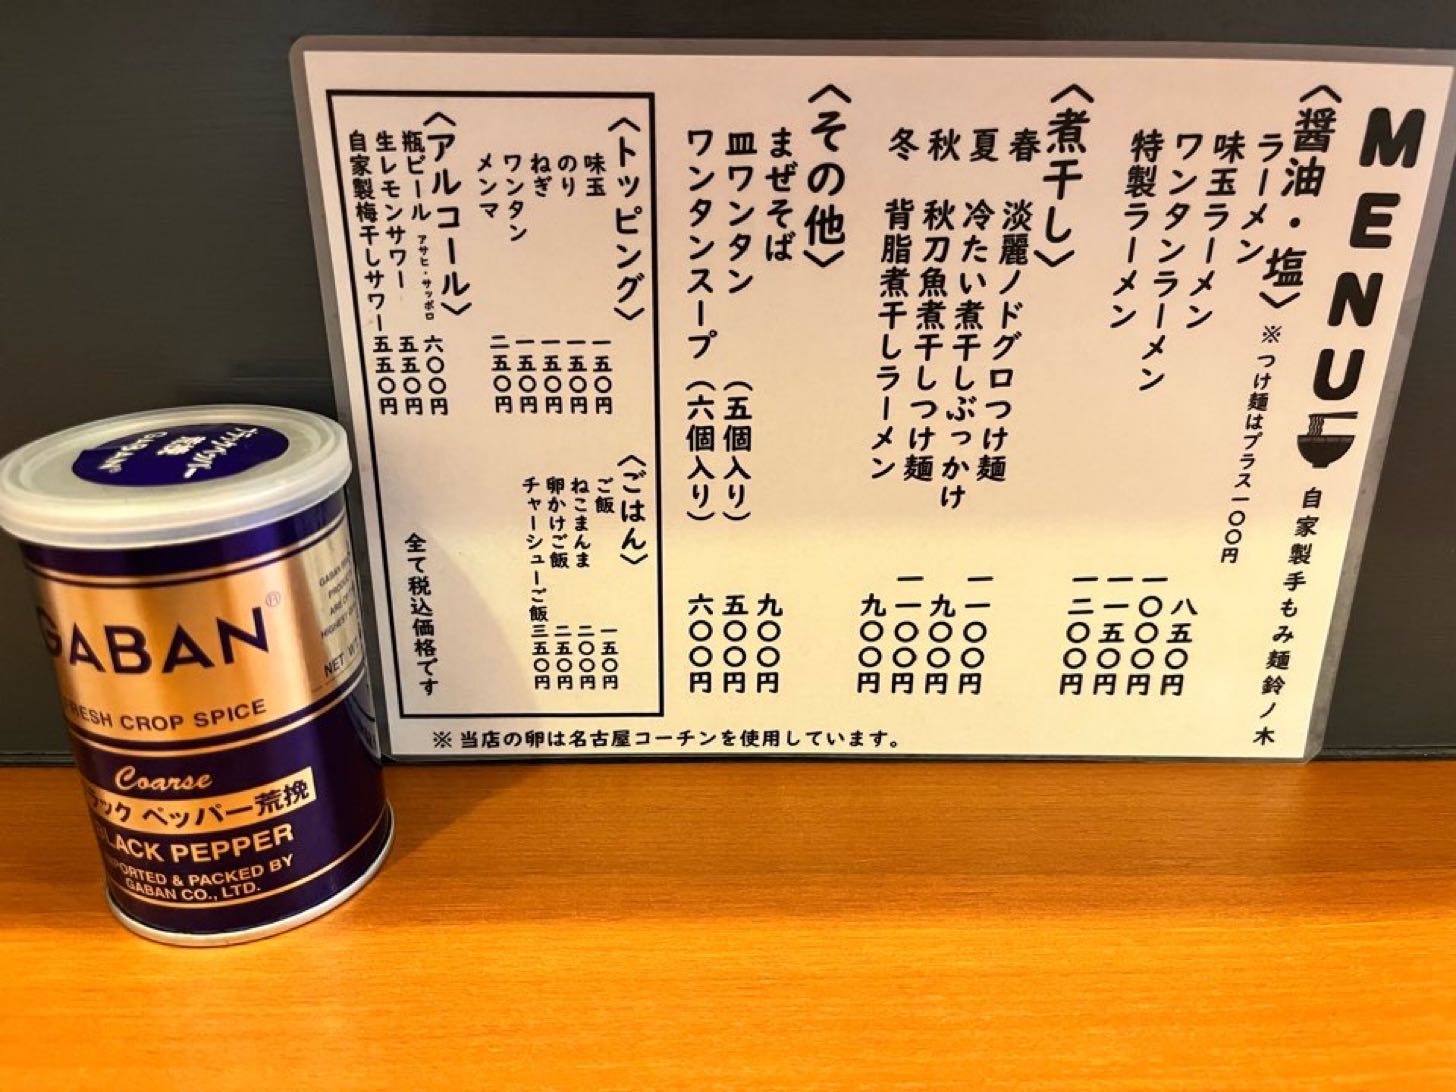 MENU
自家製手もみ麺鈴ノ木
〈醤油・塩〉 ※つけ麺はプラス一〇〇円
ラーメン 八五〇円
味玉ラーメン 一〇〇〇円
ワンタンラーメン 一一五〇円
特製ラーメン 一二〇〇円
〈煮干し〉
春 淡麗ノドグロつけ麺 一一〇〇円
夏 冷たい煮干しぶっかけ 九〇〇円
秋 秋刀魚煮干しつけ麺 一一〇〇円
冬 背脂煮干しラーメン 九〇〇円
〈その他〉
まぜそば 九〇〇円
皿ワンタン (五個入り) 五〇〇円
ワンタンスープ (六個入り) 六〇〇円
〈トッピング〉
味玉 一五〇円
のり 一五〇円
ねぎ 一五〇円
ワンタン 一五〇円
メンマ 二五〇円
〈ごはん〉
ご飯 一五〇円
ねこまんま 二〇〇円
卵かけご飯 二五〇円
チャーシューご飯 三五〇円
〈アルコール〉
瓶ビール アサヒ・サッポロ 六〇〇円
生レモンサワー 五五〇円
自家製梅干しサワー 五五〇円
全て税込価格です
※当店の卵は名古屋コーチンを使用しています。
GABAN®
FRESH CROP SPICE
Coarse
ブラックペッパー荒挽
BLACK PEPPER
IMPORTED & PACKED BY
GABAN CO., LTD.